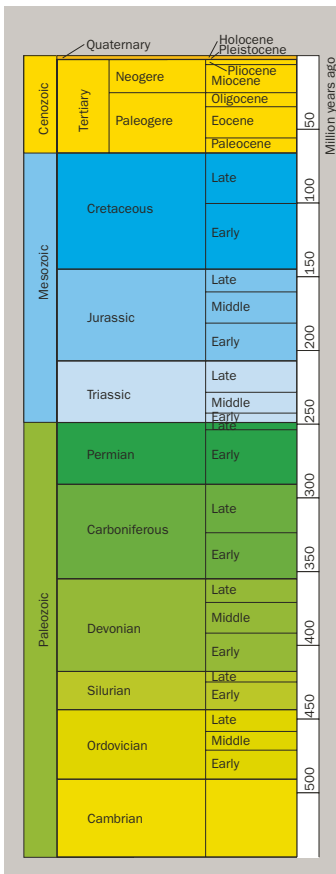 Quaternary
Holocene
Pleistocene
Pliocene
Neogere
Miocene
Oligocene
Paleogere
Eocene
Paleocene
Tertiary
Cenozoic
Late
Cretaceous
Early
Late
Jurassic
Middle
Early
Late
Triassic
Middle
Early
Mesozoic
Late
Permian
Early
Late
Carboniferous
Early
Late
Devonian
Middle
Early
Late
Silurian
Early
Late
Ordovician
Middle
Early
Cambrian
Paleozoic
Million years ago
50
100
150
200
250
300
350
400
450
500